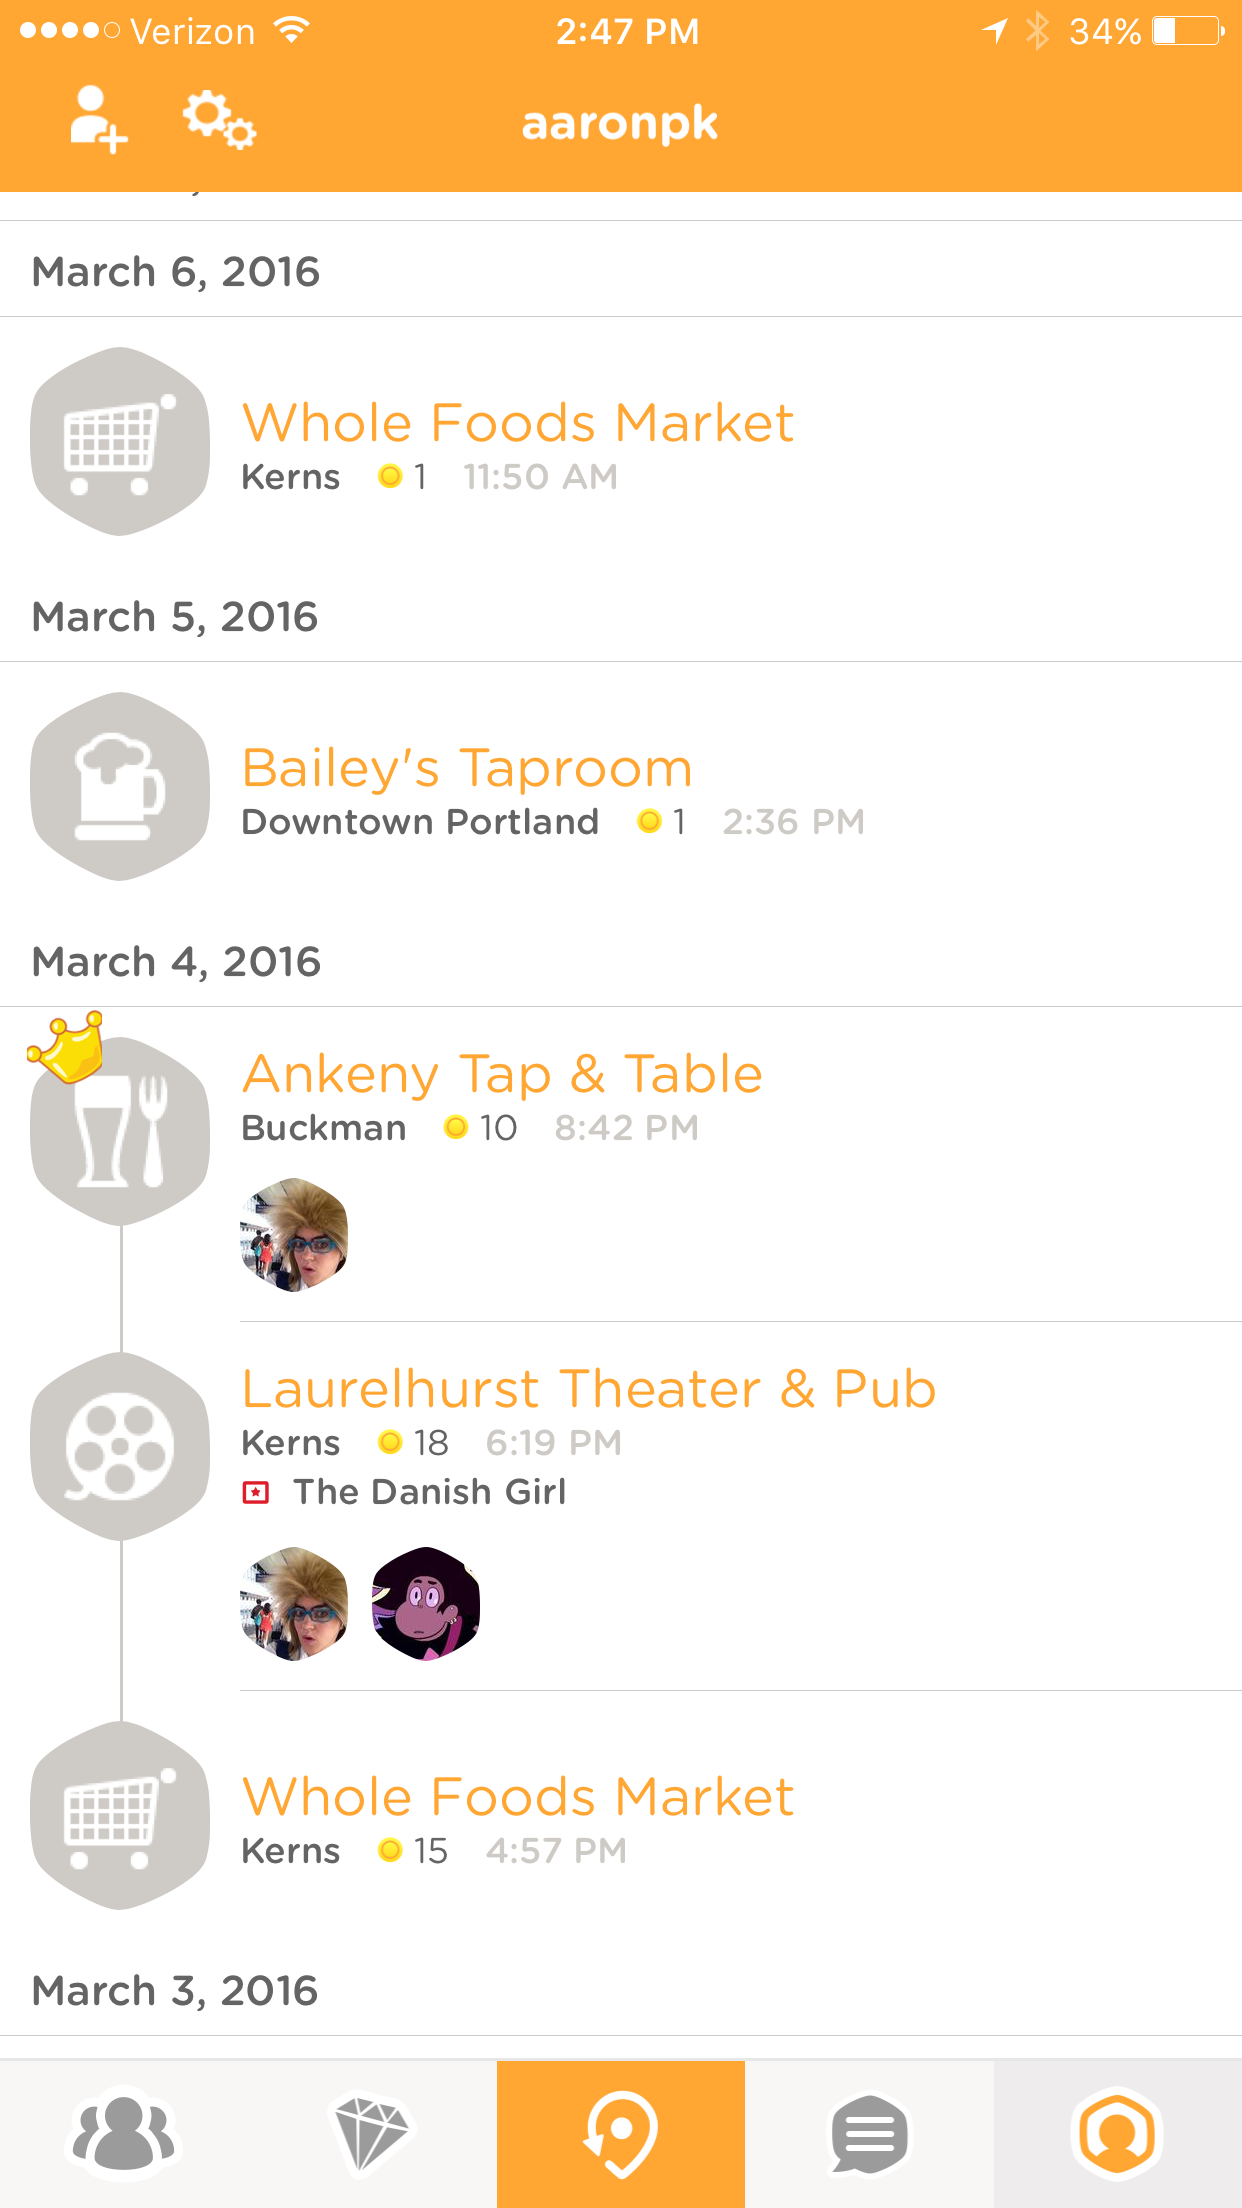 Verizon 2:47 PM 34%
aaronpk
March 6, 2016
Whole Foods Market
Kerns 1 11:50 AM
March 5, 2016
Bailey's Taproom
Downtown Portland 1 2:36 PM
March 4, 2016
Ankeny Tap & Table
Buckman 10 8:42 PM
Laurelhurst Theater & Pub
Kerns 18 6:19 PM
The Danish Girl
Whole Foods Market
Kerns 15 4:57 PM
March 3, 2016